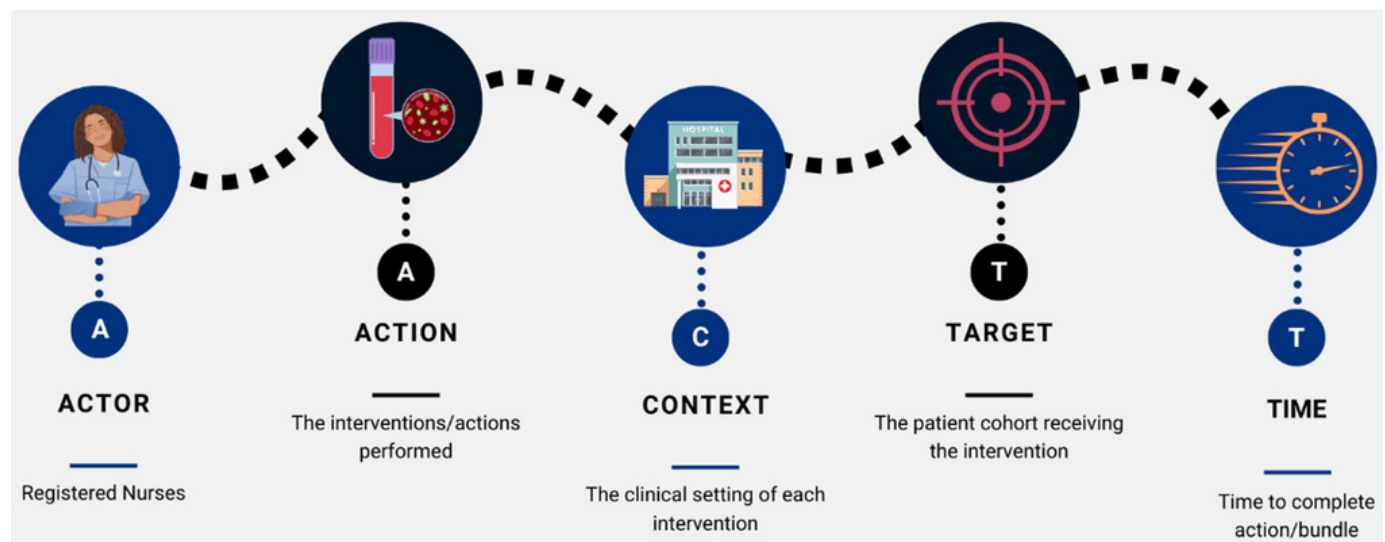 A
ACTOR
Registered Nurses
A
ACTION
The interventions/actions
performed
HOSPITAL
C
CONTEXT
The clinical setting of each
intervention
T
TARGET
The patient cohort receiving
the intervention
T
TIME
Time to complete
action/bundle